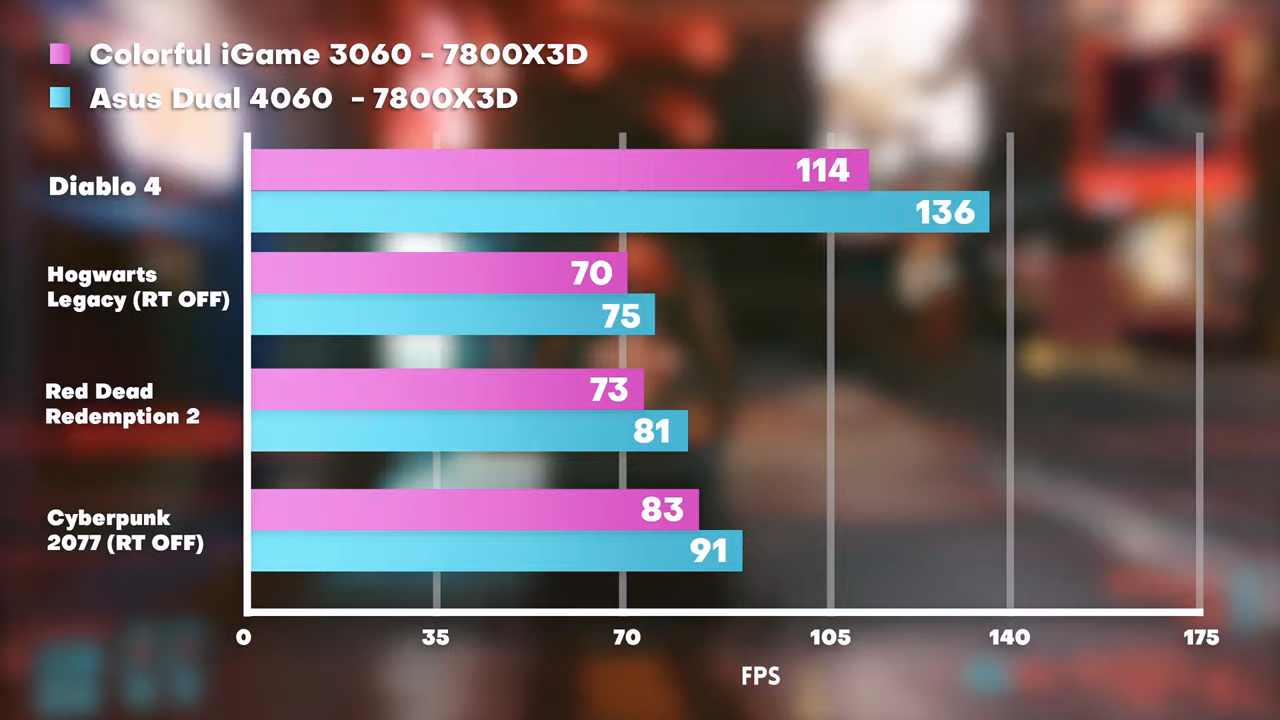 Colorful iGame 3060 - 7800X3D
Asus Dual 4060 - 7800X3D
Diablo 4
114
136
Hogwarts
Legacy (RT OFF)
70
75
Red Dead
Redemption 2
73
81
Cyberpunk
2077 (RT OFF)
83
91
0 35 70 105 140 175
FPS